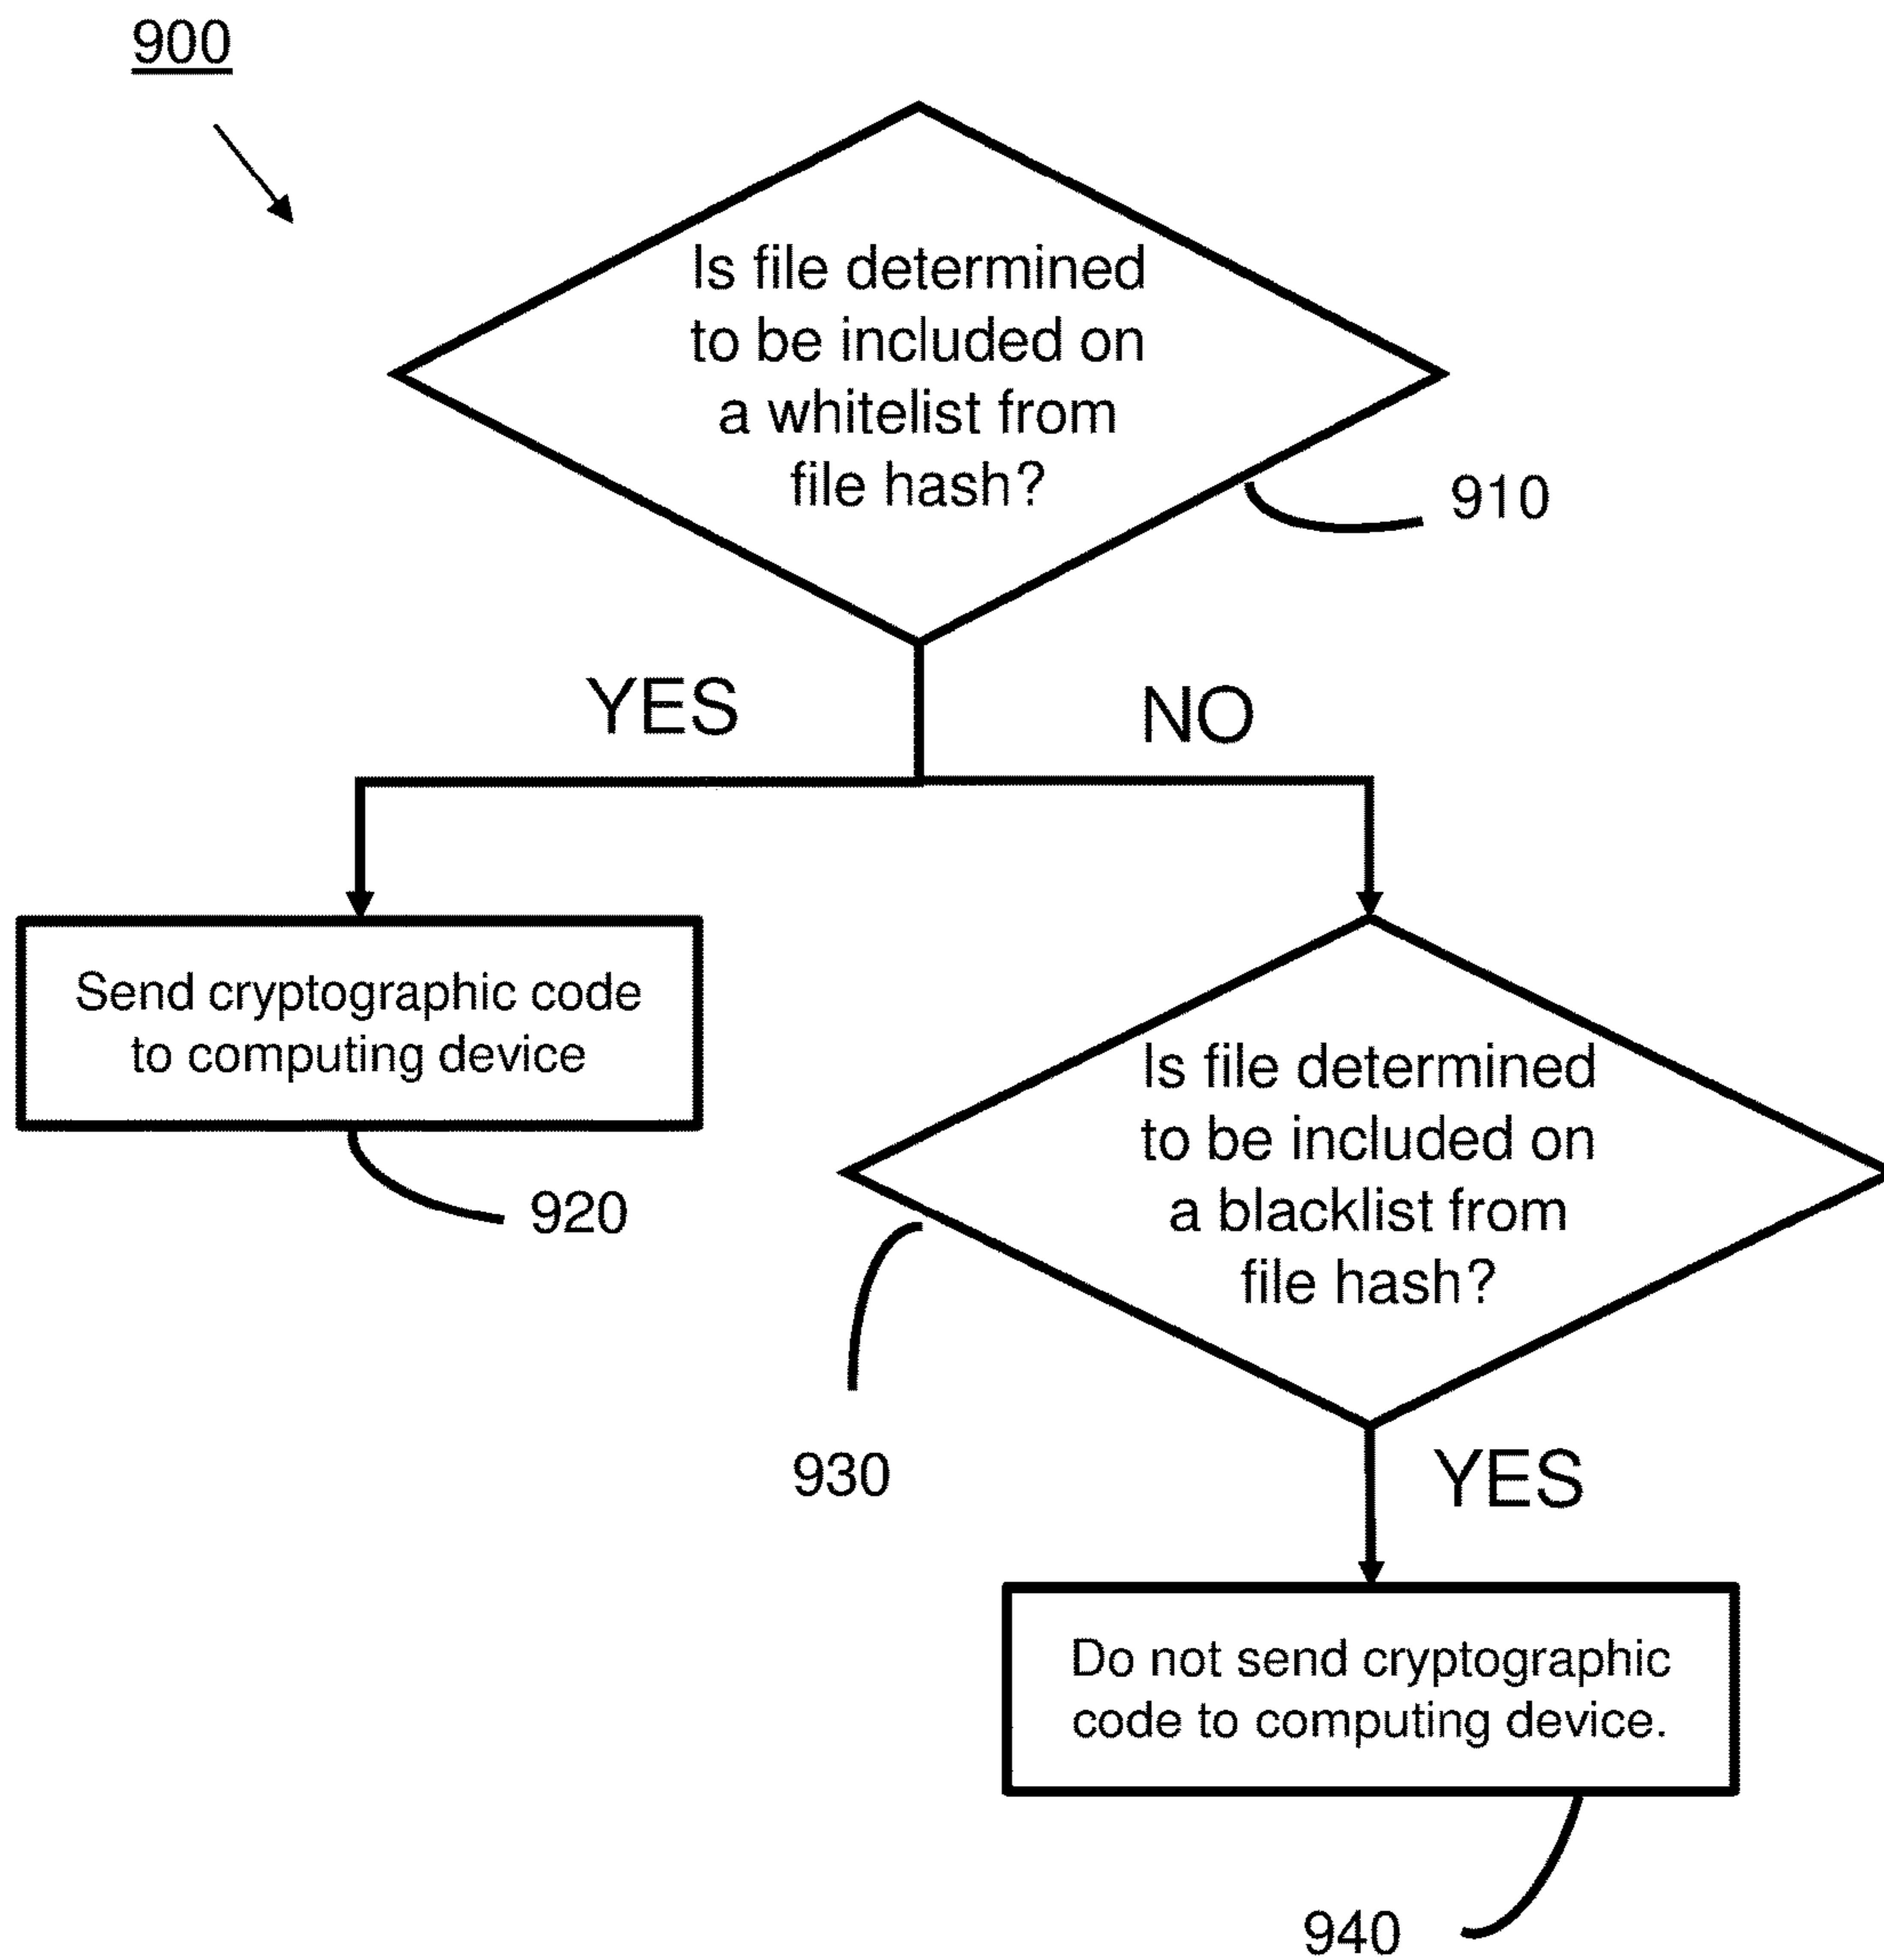 900
Is file determined
to be included on
a whitelist from
file hash?
910
YES
NO
Send cryptographic code
to computing device
920
Is file determined
to be included on
a blacklist from
file hash?
930
YES
Do not send cryptographic
code to computing device.
940